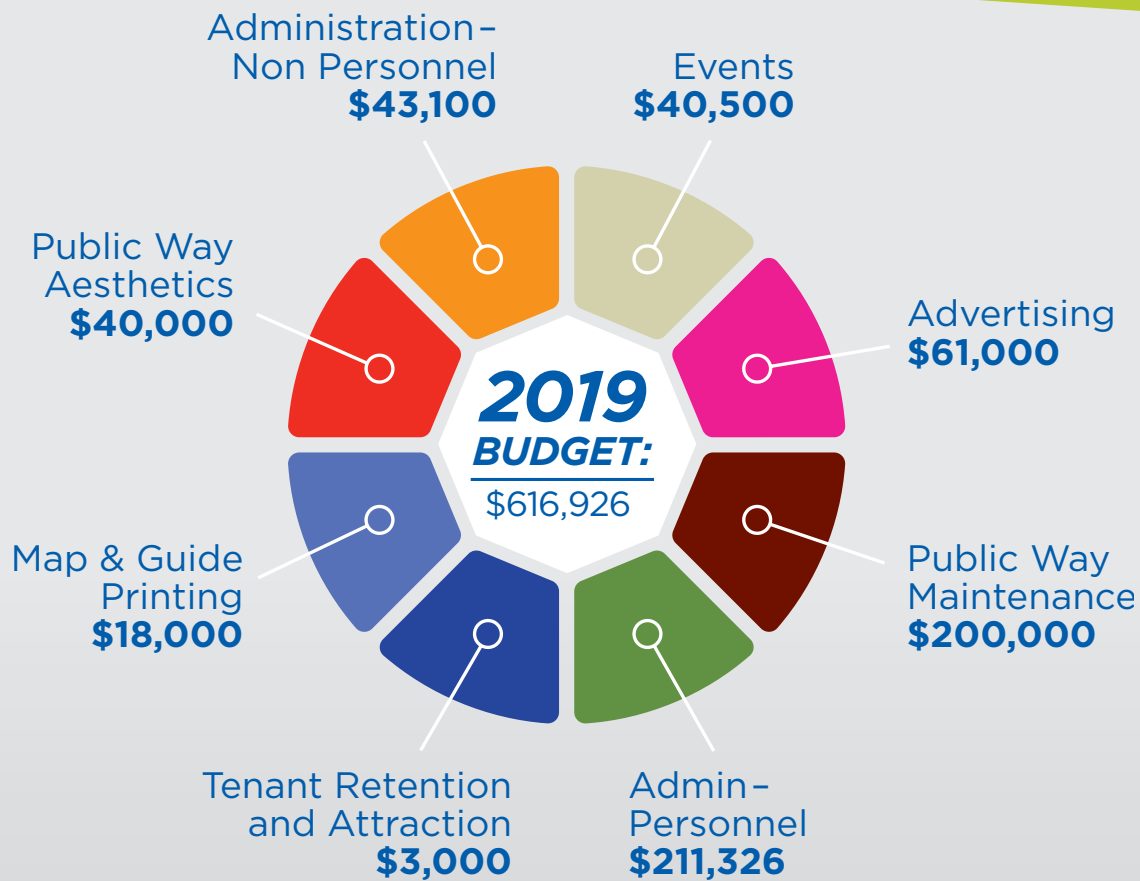 Administration–
Non Personnel
$43,100
Events
$40,500
Public Way
Aesthetics
$40,000
Advertising
$61,000
2019
BUDGET:
$616,926
Map & Guide
Printing
$18,000
Public Way
Maintenance
$200,000
Tenant Retention
and Attraction
$3,000
Admin–
Personnel
$211,326